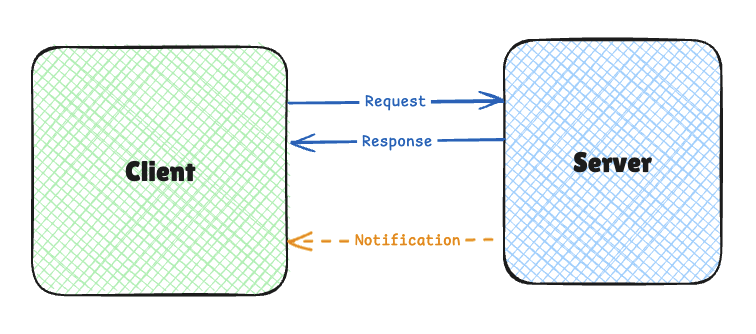 Request
Response
Client
Server
Notification